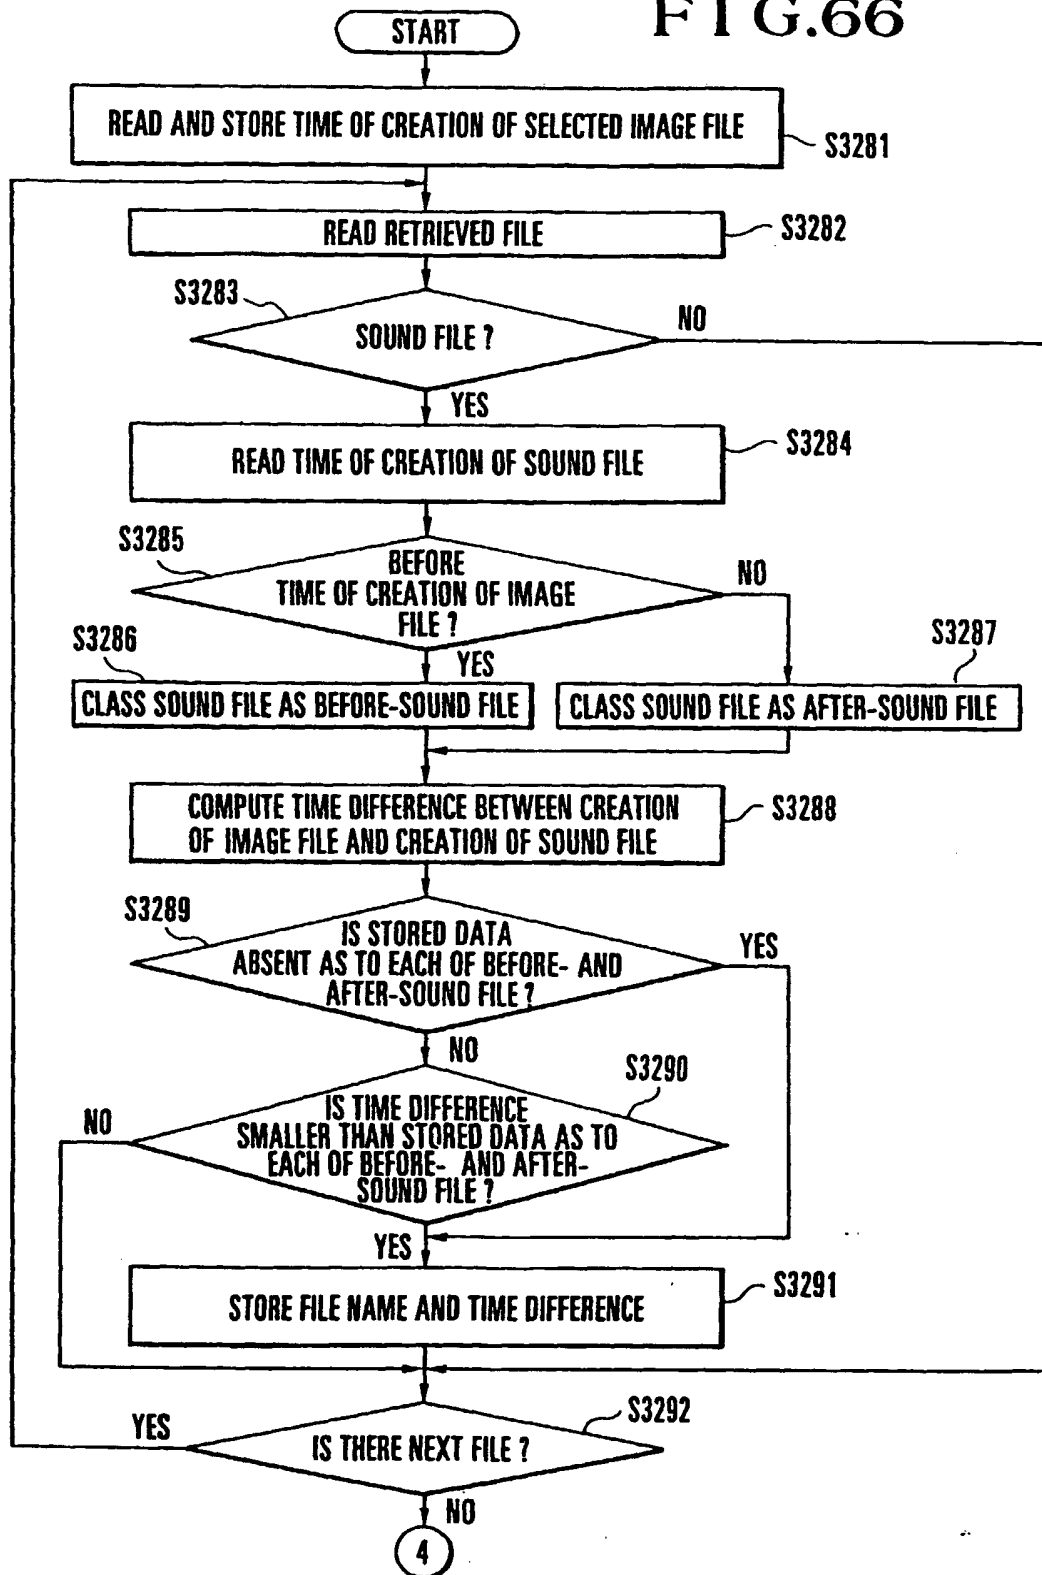 FIG.66
START
READ AND STORE TIME OF CREATION OF SELECTED IMAGE FILE
S3281
READ RETRIEVED FILE
S3282
S3283
SOUND FILE ?
NO
YES
READ TIME OF CREATION OF SOUND FILE
S3284
S3285
BEFORE
TIME OF CREATION OF IMAGE
FILE ?
NO
YES
S3286
CLASS SOUND FILE AS BEFORE-SOUND FILE
S3287
CLASS SOUND FILE AS AFTER-SOUND FILE
COMPUTE TIME DIFFERENCE BETWEEN CREATION
OF IMAGE FILE AND CREATION OF SOUND FILE
S3288
S3289
IS STORED DATA
ABSENT AS TO EACH OF BEFORE- AND
AFTER-SOUND FILE ?
YES
NO
S3290
IS TIME DIFFERENCE
SMALLER THAN STORED DATA AS TO
EACH OF BEFORE- AND AFTER-
SOUND FILE ?
NO
YES
STORE FILE NAME AND TIME DIFFERENCE
S3291
S3292
IS THERE NEXT FILE ?
YES
NO
4